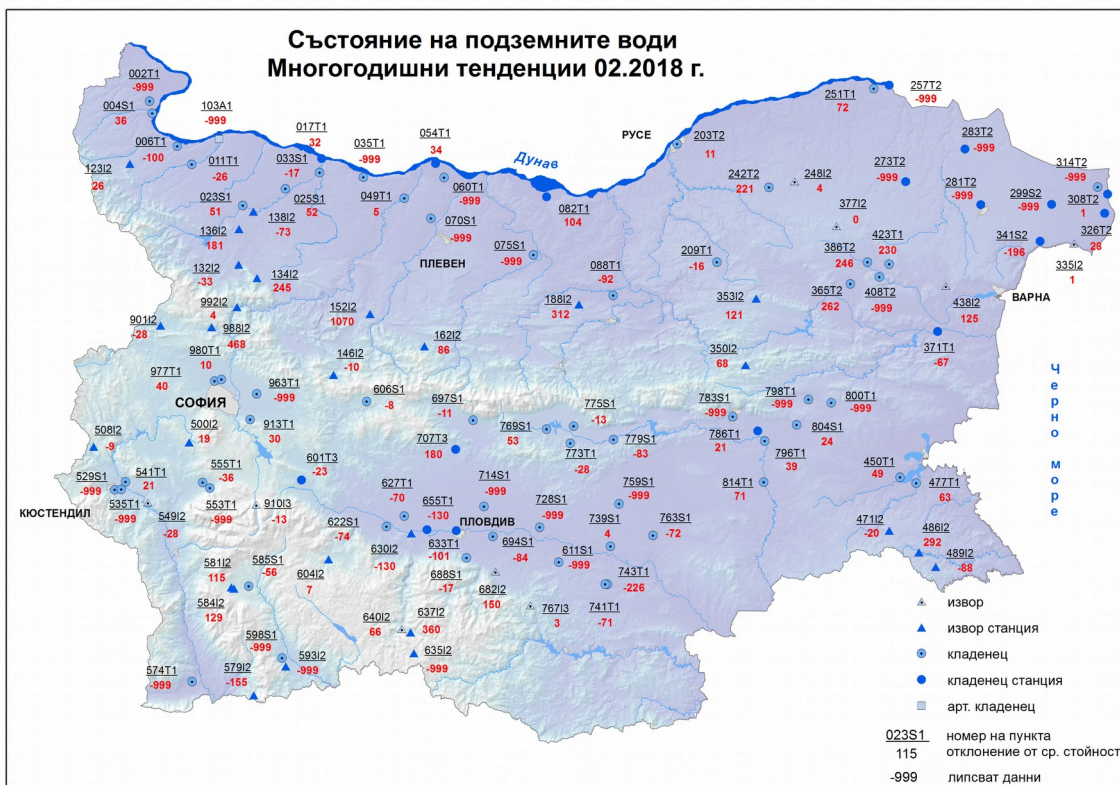 Състояние на подземните води
Многогодишни тенденции 02.2018 г.
002T1
-999
004S1
36
103A1
-999
006T1
-100
011T1
-26
123I2
26
017T1
32
033S1
-17
035T1
-999
054T1
34
Дунав
РУСЕ
203T2
11
251T1
72
257T2
-999
283T2
-999
273T2
-999
314T2
-999
281T2
-999
299S2
-999
308T2
1
326T2
28
341S2
-196
335I2
1
023S1
51
025S1
52
138I2
-73
136I2
181
049T1
5
060T1
-999
070S1
-999
082T1
104
242T2
221
248I2
4
377I2
0
423T1
230
386T2
246
365T2
262
408T2
-999
438I2
125
ВАРНА
132I2
-33
134I2
245
ПЛЕВЕН
075S1
-999
088T1
-92
209T1
-16
188I2
312
353I2
121
350I2
68
371T1
-67
992I2
4
901I2
-28
988I2
468
152I2
1070
162I2
86
146I2
-10
980T1
10
977T1
40
СОФИЯ
963T1
-999
606S1
-8
697S1
-11
775S1
-13
769S1
53
773T1
-28
779S1
-83
783S1
-999
798T1
-999
800T1
-999
786T1
21
804S1
24
796T1
39
Черно море
508I2
-9
500I2
19
913T1
30
707T3
180
529S1
-999
541T1
21
555T1
-36
601T3
-23
КЮСТЕНДИЛ
535T1
-999
549I2
-28
553T1
-999
910I3
-13
627T1
-70
655T1
-130
714S1
-999
ПЛОВДИВ
728S1
-999
759S1
-999
739S1
4
763S1
-72
814T1
71
450T1
49
477T1
63
471I2
-20
486I2
292
489I2
-88
622S1
-74
630I2
-130
633T1
-101
694S1
-84
611S1
-999
688S1
-17
682I2
150
743T1
-226
741T1
-71
767I3
3
581I2
115
585S1
-56
604I2
7
584I2
129
640I2
66
637I2
360
635I2
-999
598S1
-999
593I2
-999
579I2
-155
574T1
-999
извор
извор станция
кладенец
кладенец станция
арт. кладенец
023S1 номер на пункта
115 отклонение от ср. стойност
-999 липсват данни